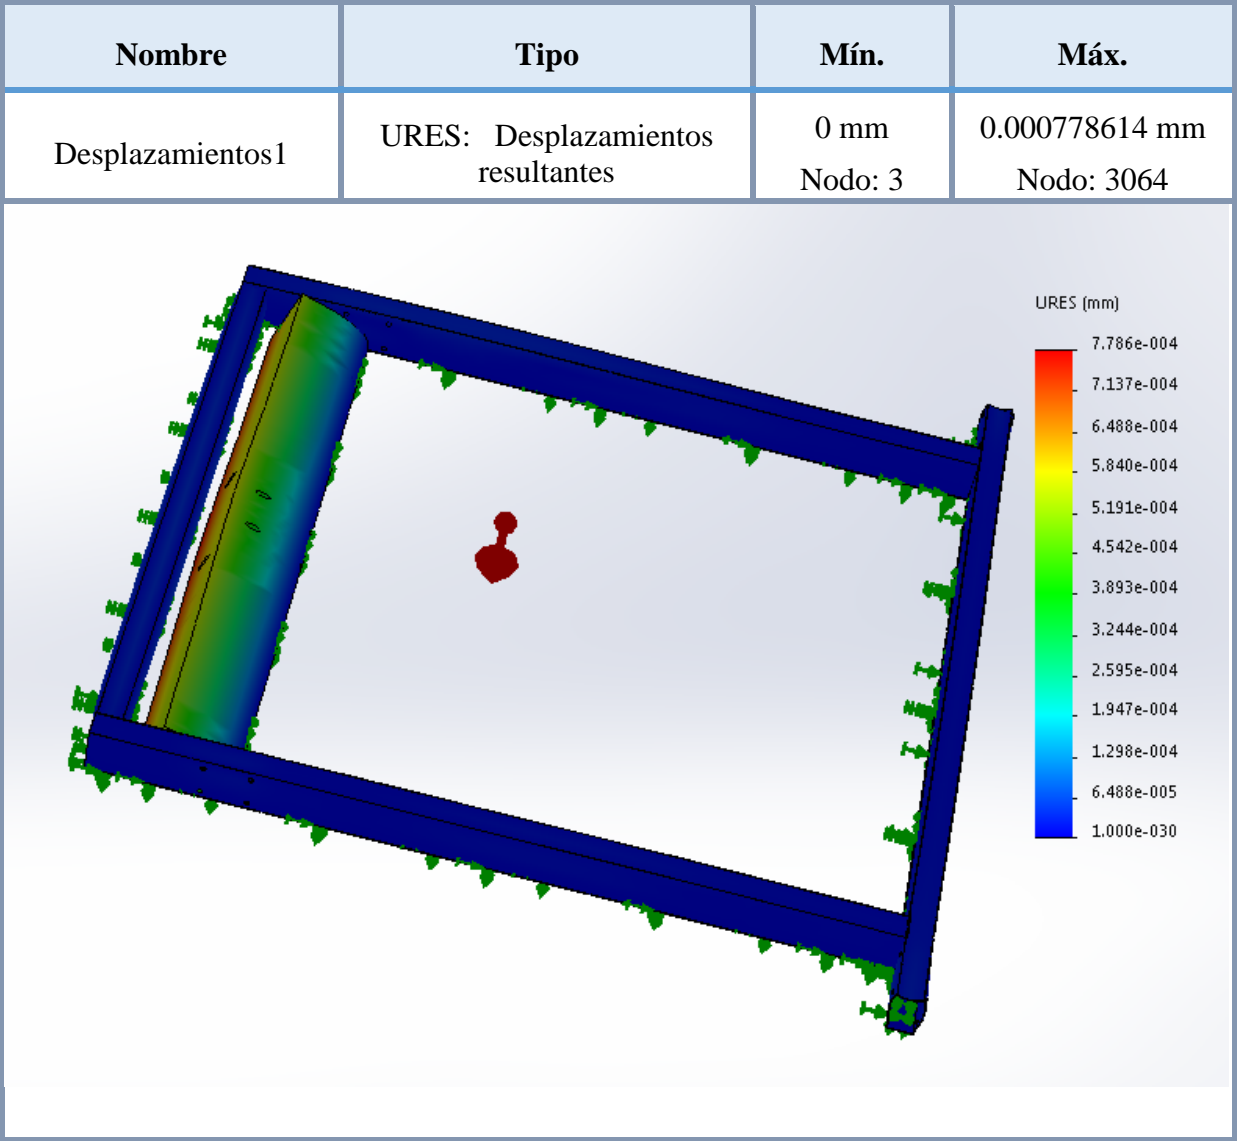 Nombre
Tipo
Mín.
Máx.
Desplazamientos1
URES: Desplazamientos
resultantes
0 mm
Nodo: 3
0.000778614 mm
Nodo: 3064
URES (mm)
7.786e-004
7.137e-004
6.488e-004
5.840e-004
5.191e-004
4.542e-004
3.893e-004
3.244e-004
2.595e-004
1.947e-004
1.298e-004
6.488e-005
1.000e-030